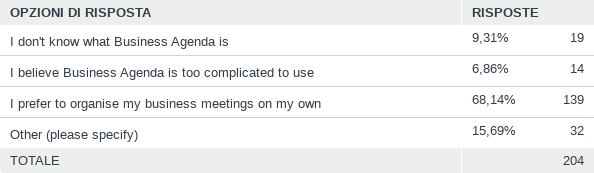 OPZIONI DI RISPOSTA RISPOSTE
I don't know what Business Agenda is 9,31% 19
I believe Business Agenda is too complicated to use 6,86% 14
I prefer to organise my business meetings on my own 68,14% 139
Other (please specify) 15,69% 32
TOTALE 204